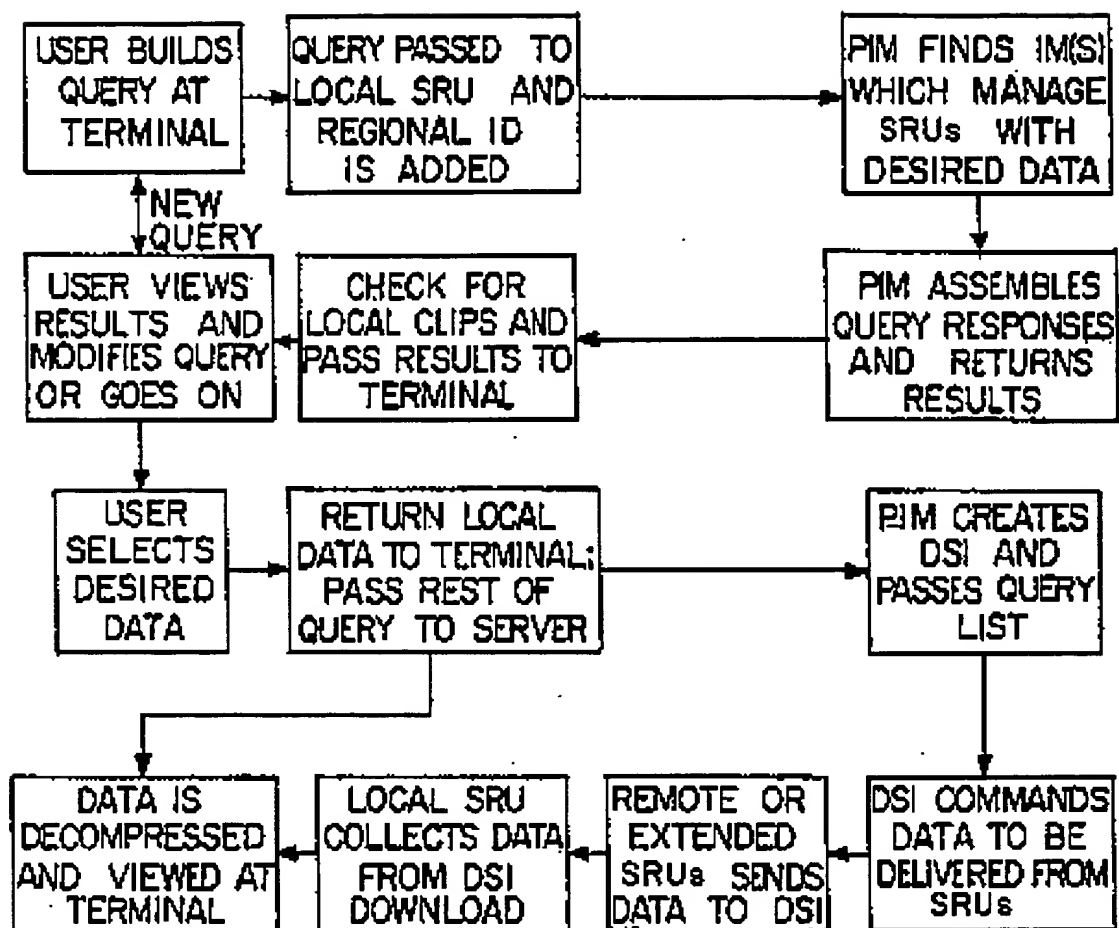 USER BUILDS
QUERY AT
TERMINAL
QUERY PASSED TO
LOCAL SRU AND
REGIONAL ID
IS ADDED
PIM FINDS IM(S)
WHICH MANAGE
SRUs WITH
DESIRED DATA
NEW
QUERY
USER VIEWS
RESULTS AND
MODIFIES QUERY
OR GOES ON
CHECK FOR
LOCAL CLIPS AND
PASS RESULTS TO
TERMINAL
PIM ASSEMBLES
QUERY RESPONSES
AND RETURNS
RESULTS
USER
SELECTS
DESIRED
DATA
RETURN LOCAL
DATA TO TERMINAL;
PASS REST OF
QUERY TO SERVER
PIM CREATES
DSI AND
PASSES QUERY
LIST
DATA IS
DECOMPRESSED
AND VIEWED AT
TERMINAL
LOCAL SRU
COLLECTS DATA
FROM DSI
DOWNLOAD
REMOTE OR
EXTENDED
SRUs SENDS
DATA TO DSI
DSI COMMANDS
DATA TO BE
DELIVERED FROM
SRUs